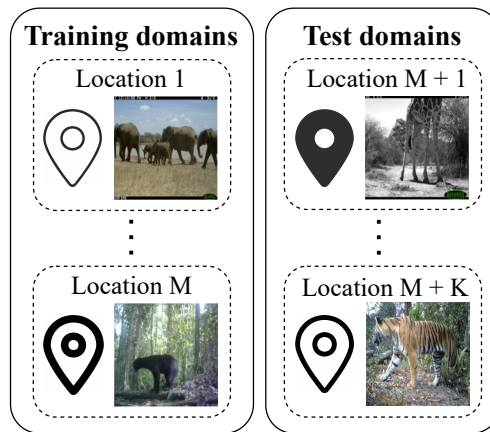 Training domains
Location 1
Location M
Test domains
Location M + 1
Location M + K